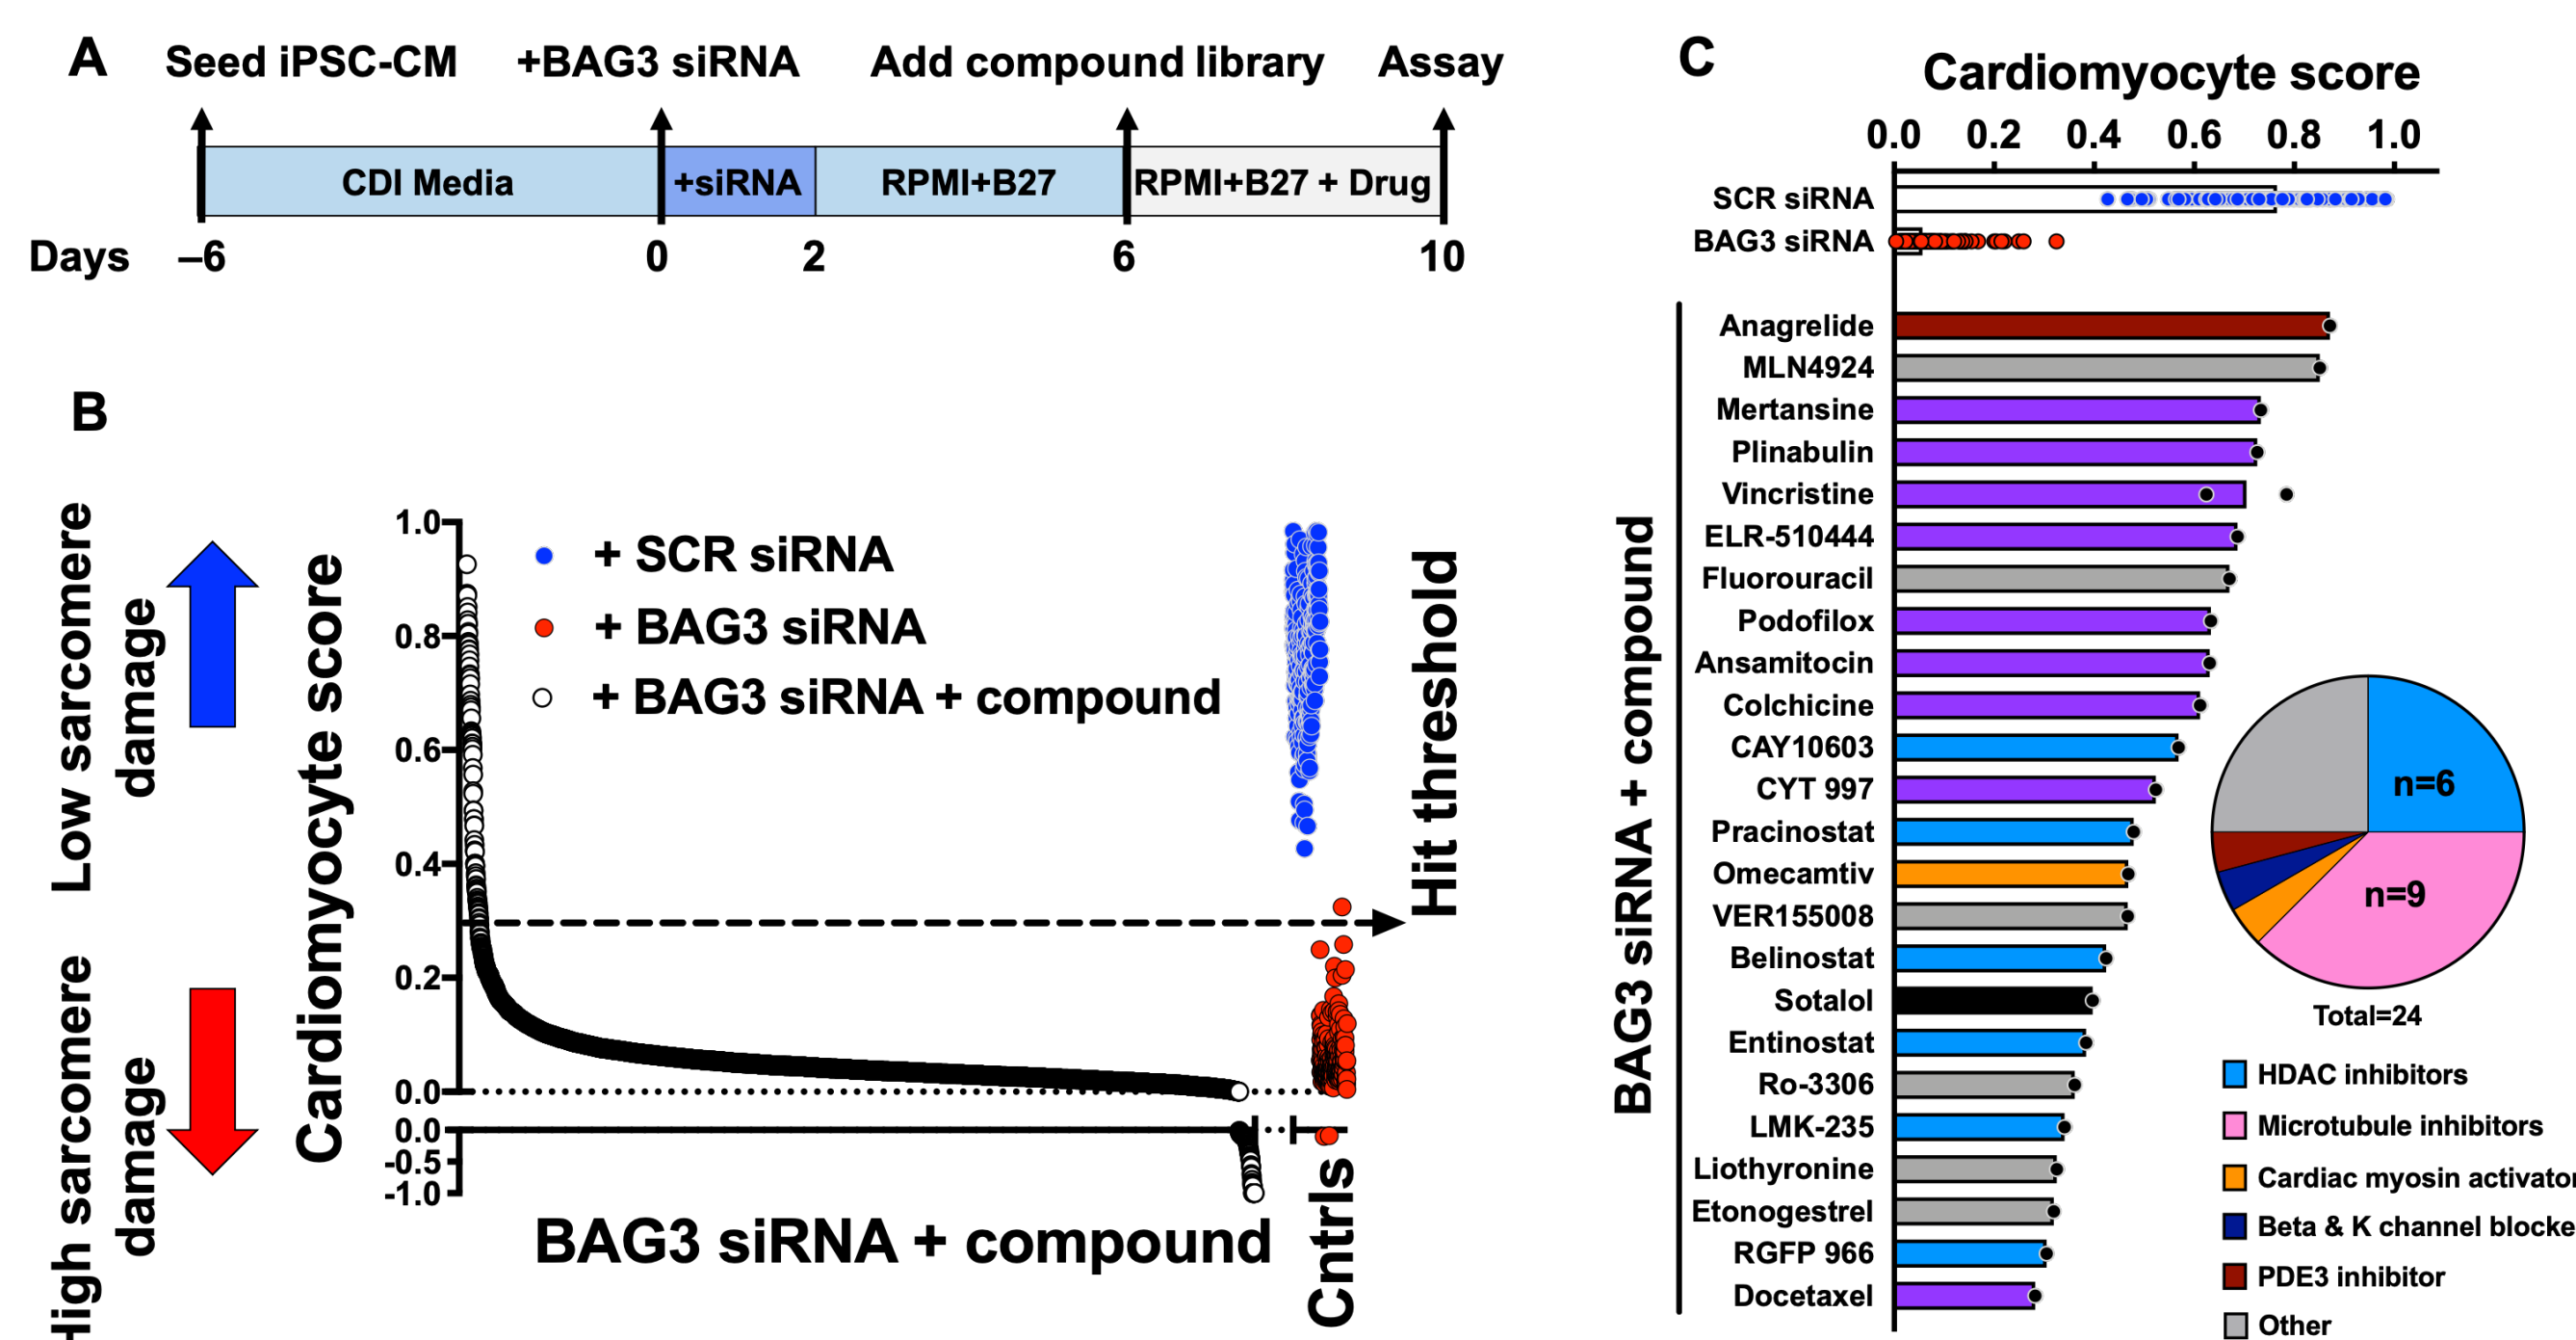 A
Seed iPSC-CM +BAG3 siRNA Add compound library Assay
CDI Media +siRNA RPMI+B27 RPMI+B27 + Drug
Days –6 0 2 6 10
B
Low sarcomere
damage
High sarcomere
damage
Cardiomyocyte score
1.0
0.8
0.6
0.4
0.2
0.0
0.0
-0.5
-1.0
+ SCR siRNA
+ BAG3 siRNA
+ BAG3 siRNA + compound
Hit threshold
BAG3 siRNA + compound
Cntrls
C
Cardiomyocyte score
0.0 0.2 0.4 0.6 0.8 1.0
SCR siRNA
BAG3 siRNA
BAG3 siRNA + compound
Anagrelide
MLN4924
Mertansine
Plinabulin
Vincristine
ELR-510444
Fluorouracil
Podofilox
Ansamitocin
Colchicine
CAY10603
CYT 997
Pracinostat
Omecamtiv
VER155008
Belinostat
Sotalol
Entinostat
Ro-3306
LMK-235
Liothyronine
Etonogestrel
RGFP 966
Docetaxel
n=6
n=9
Total=24
HDAC inhibitors
Microtubule inhibitors
Cardiac myosin activator
Beta & K channel blocke
PDE3 inhibitor
Other